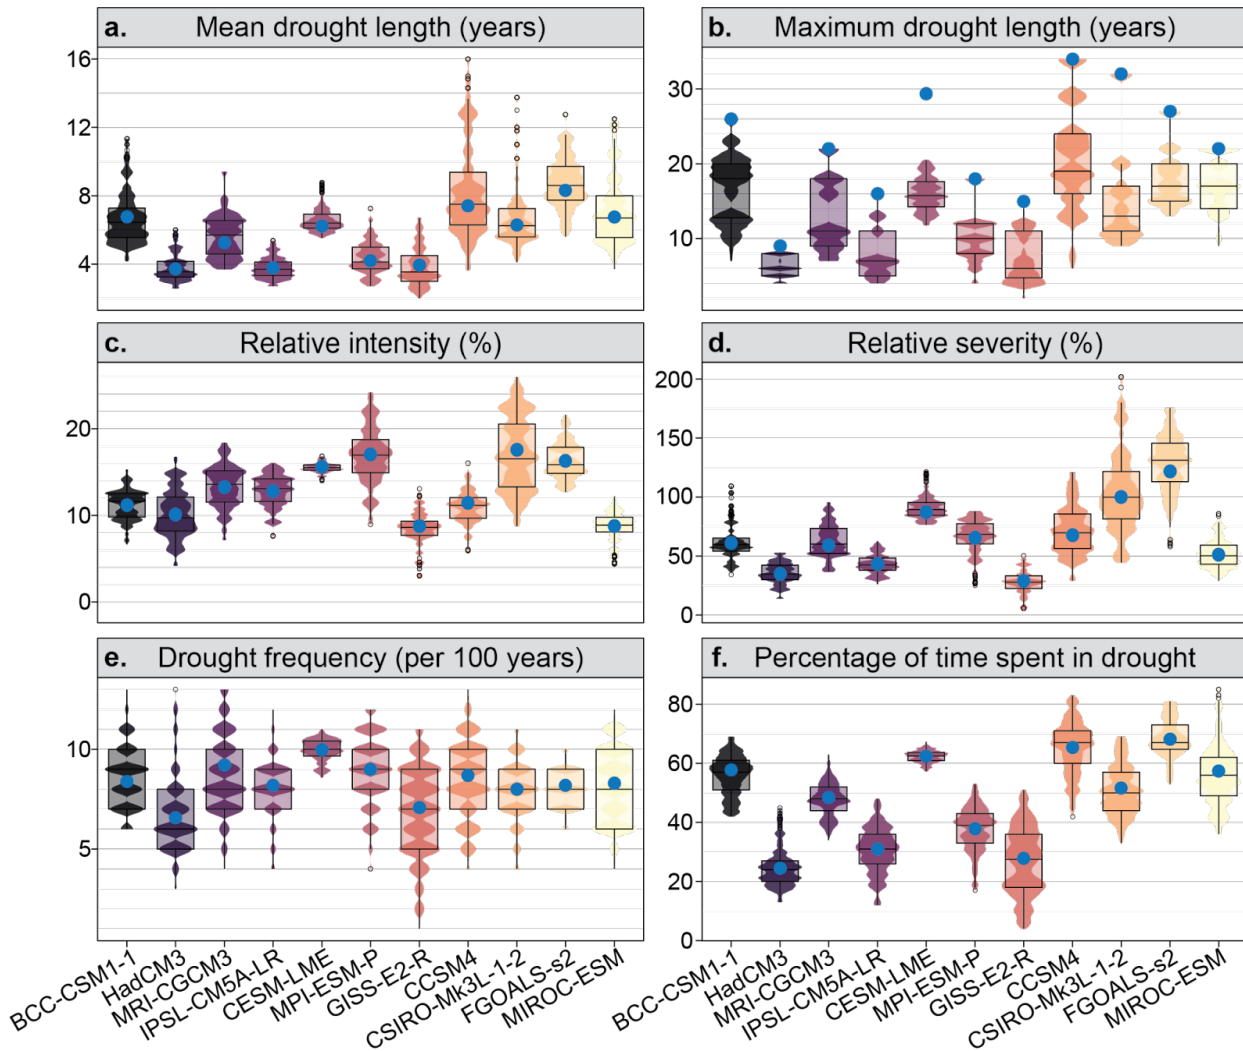 a. Mean drought length (years)
16
12
8
4
b. Maximum drought length (years)
30
20
10
c. Relative intensity (%)
20
10
0
d. Relative severity (%)
200
150
100
50
0
e. Drought frequency (per 100 years)
10
5
f. Percentage of time spent in drought
80
60
40
20
0
BCC-CSM1-1
HadCM3
MRI-CGCM3
IPSL-CM5A-LR
CESM-LME
MPI-ESM-P
GISS-E2-R
CCSM4
CSIRO-Mk3L-1-2
FGOALS-s2
MIROC-ESM
BCC-CSM1-1
HadCM3
MRI-CGCM3
IPSL-CM5A-LR
CESM-LME
MPI-ESM-P
GISS-E2-R
CCSM4
CSIRO-Mk3L-1-2
FGOALS-s2
MIROC-ESM